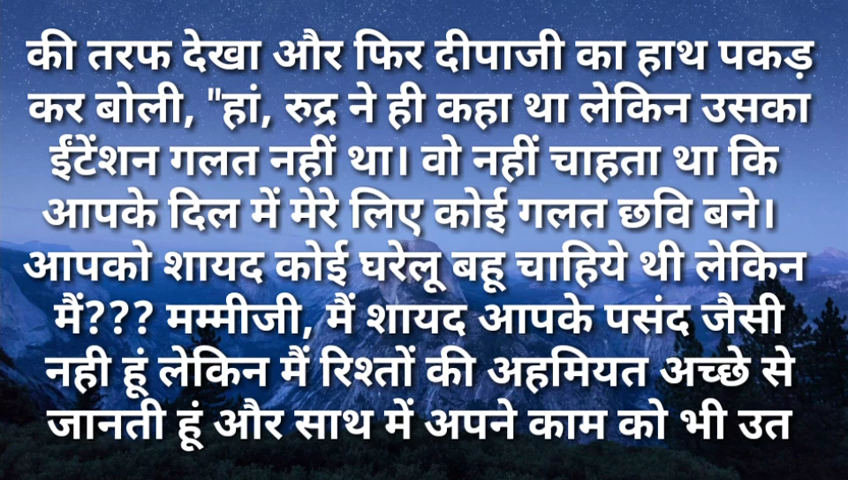 की तरफ देखा और फिर दीपाजी का हाथ पकड़
कर बोली, "हां, रुद्र ने ही कहा था लेकिन उसका
ईंटेंशन गलत नहीं था। वो नहीं चाहता था कि
आपके दिल में मेरे लिए कोई गलत छवि बने।
आपको शायद कोई घरेलू बहू चाहिये थी लेकिन
मैं??? मम्मीजी, मैं शायद आपके पसंद जैसी
नही हूं लेकिन मैं रिश्तों की अहमियत अच्छे से
जानती हूं और साथ में अपने काम को भी उत